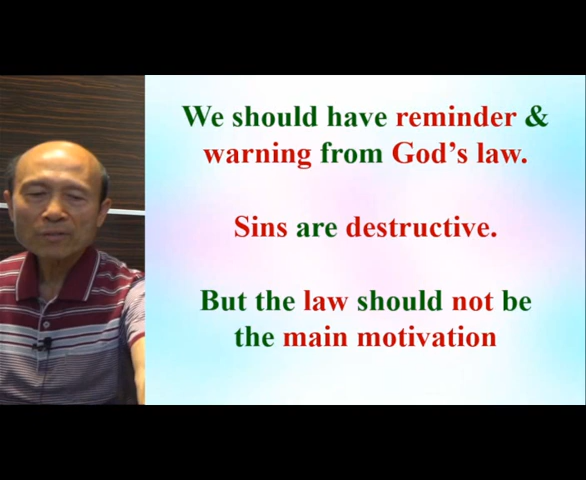 We should have reminder &
warning from God's law.
Sins are destructive.
But the law should not be
the main motivation